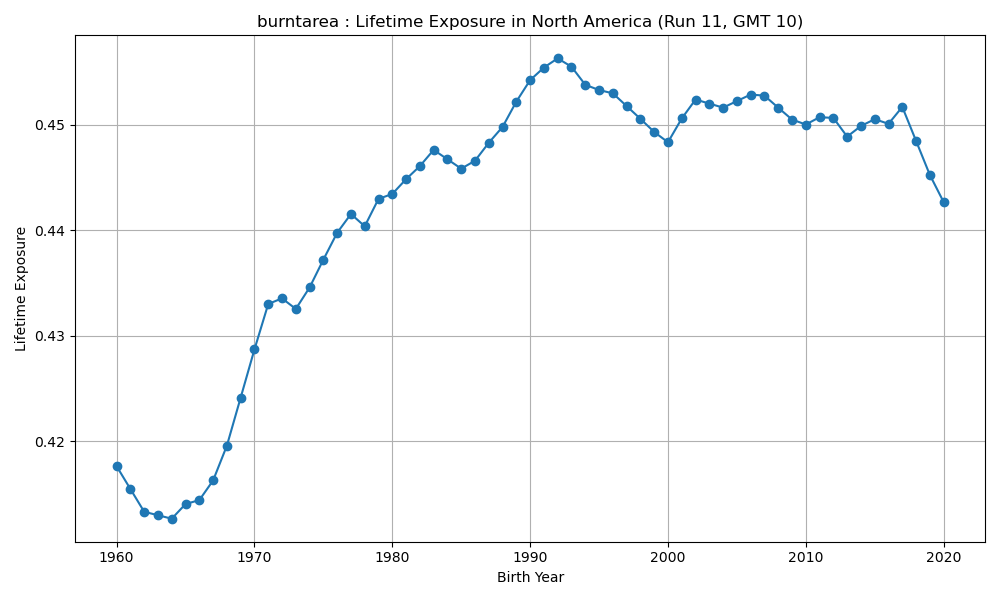 burntarea : Lifetime Exposure in North America (Run 11, GMT 10)
Lifetime Exposure
0.45
0.44
0.43
0.42
1960 1970 1980 1990 2000 2010 2020
Birth Year